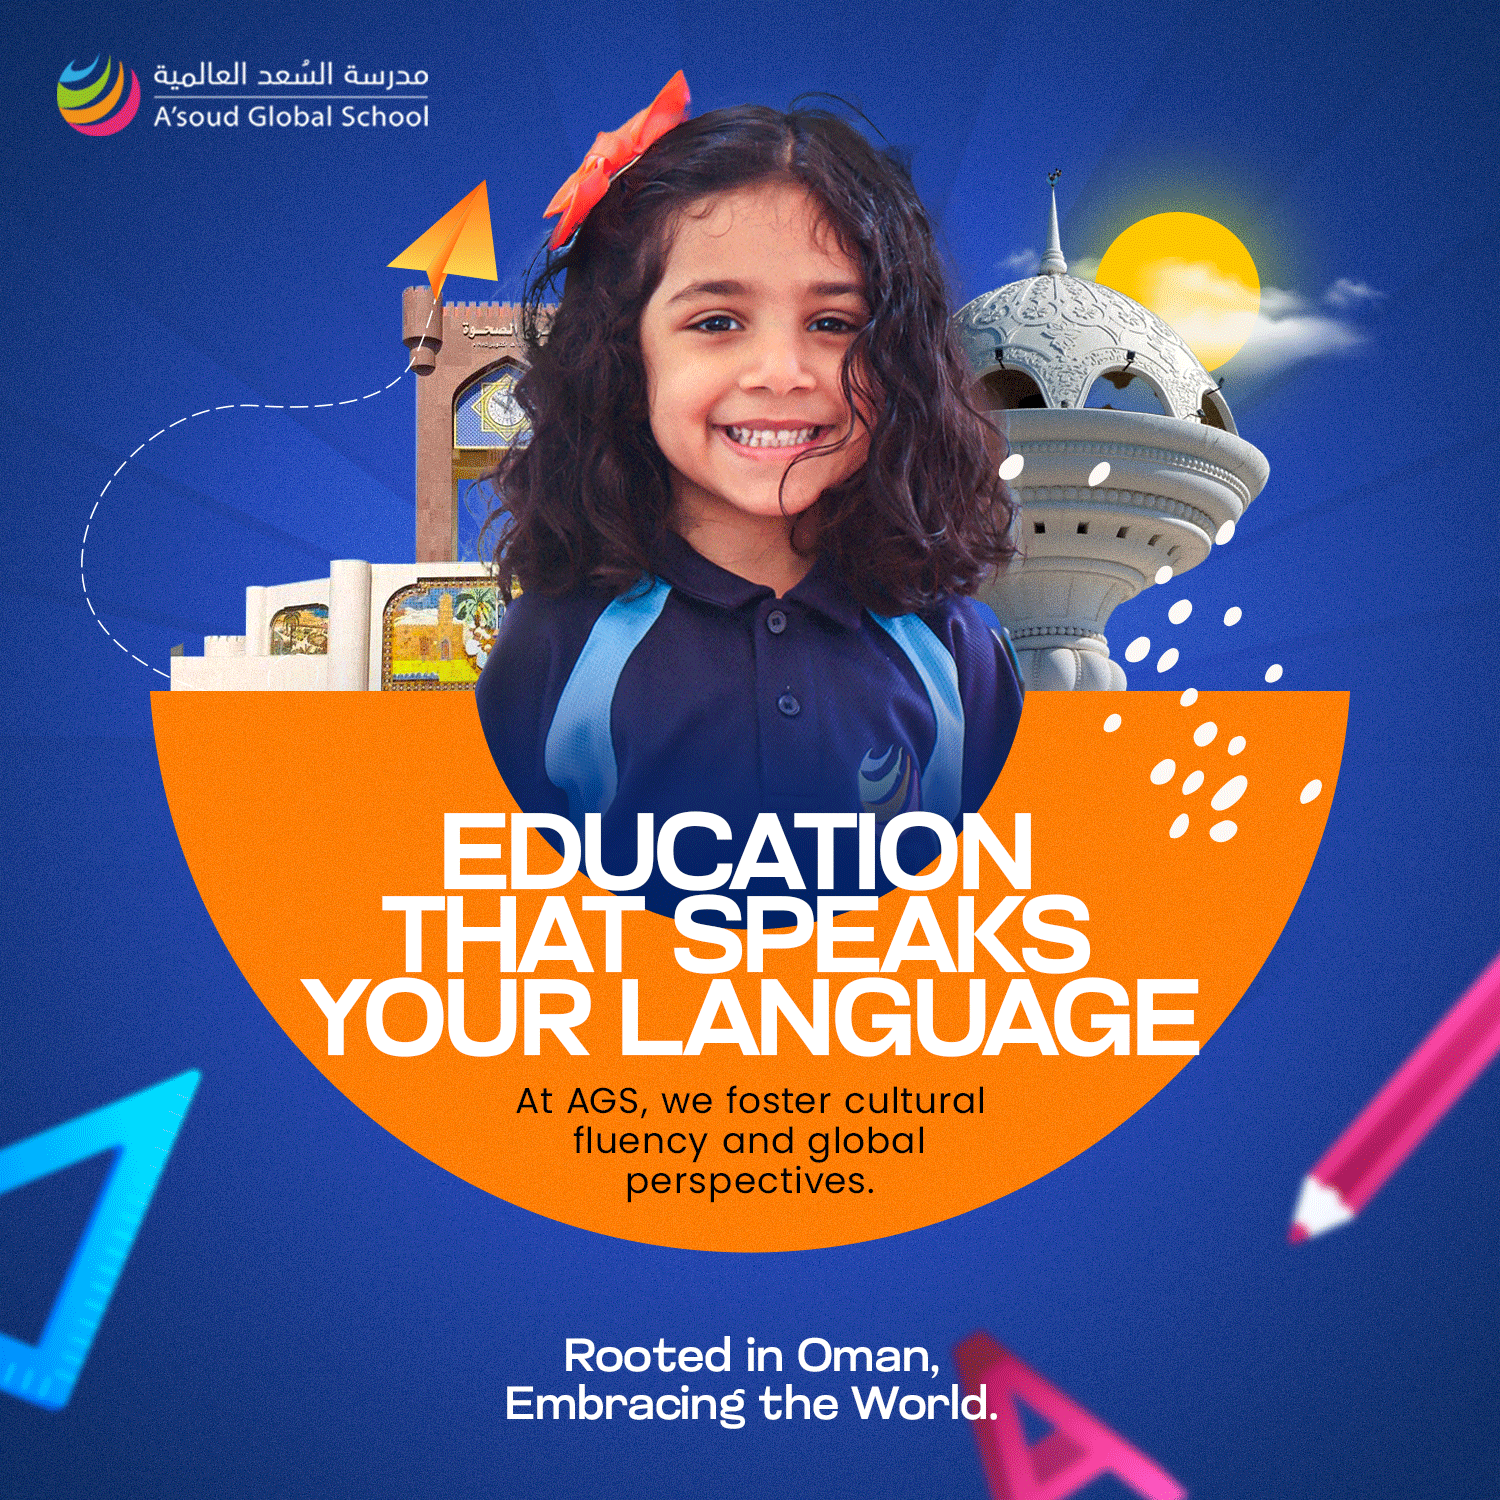 مدرسة السُعد العالمية
A'soud Global School
الصحوة
EDUCATION
THAT SPEAKS
YOUR LANGUAGE
At AGS, we foster cultural
fluency and global
perspectives.
Rooted in Oman,
Embracing the World.